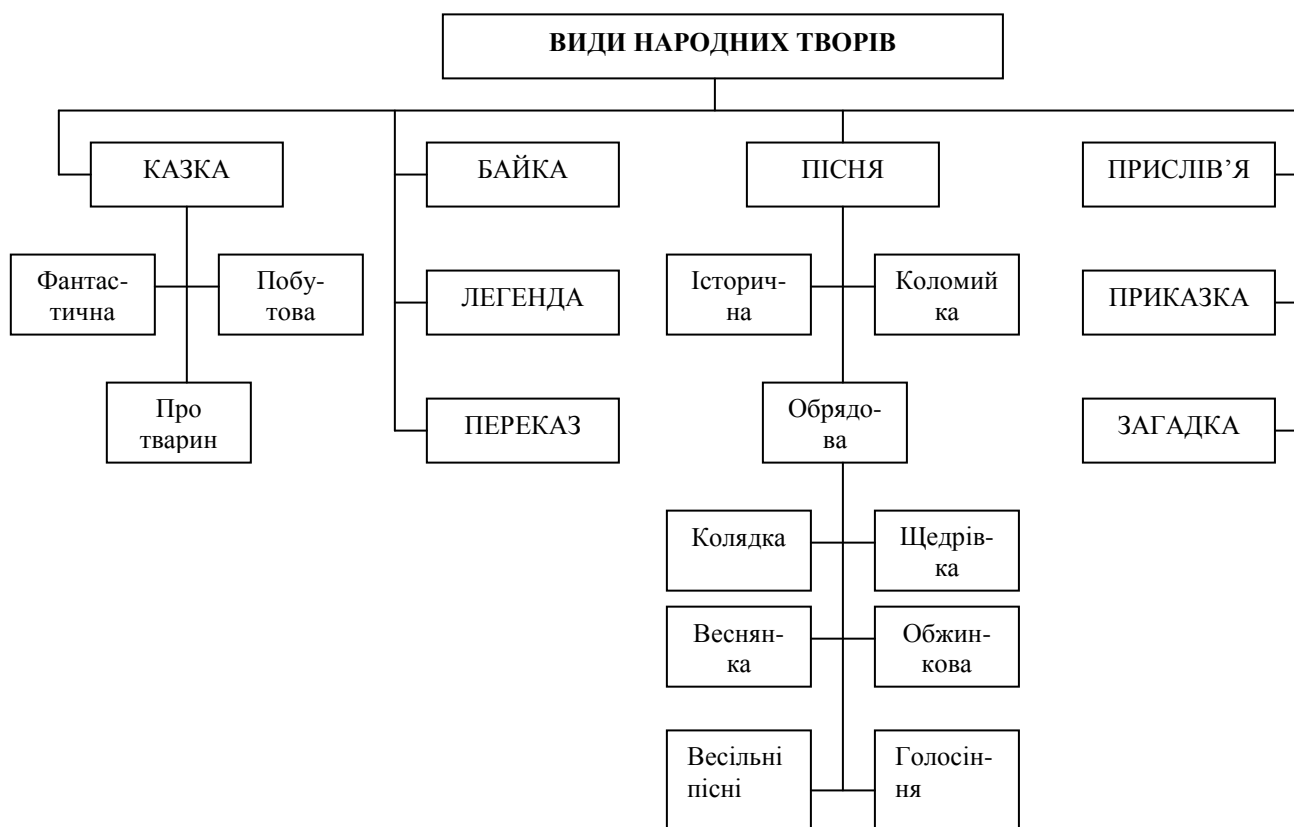 ВИДИ НАРОДНИХ ТВОРІВ
КАЗКА
БАЙКА
ПІСНЯ
ПРИСЛІВ’Я
Фантас-
тична
Побу-
това
ЛЕГЕНДА
Історич-
на
Коломий
ка
ПРИКАЗКА
Про
тварин
ПЕРЕКАЗ
Обрядо-
ва
ЗАГАДКА
Колядка
Щедрів-
ка
Веснян-
ка
Обжин-
кова
Весільні
пісні
Голосін-
ня